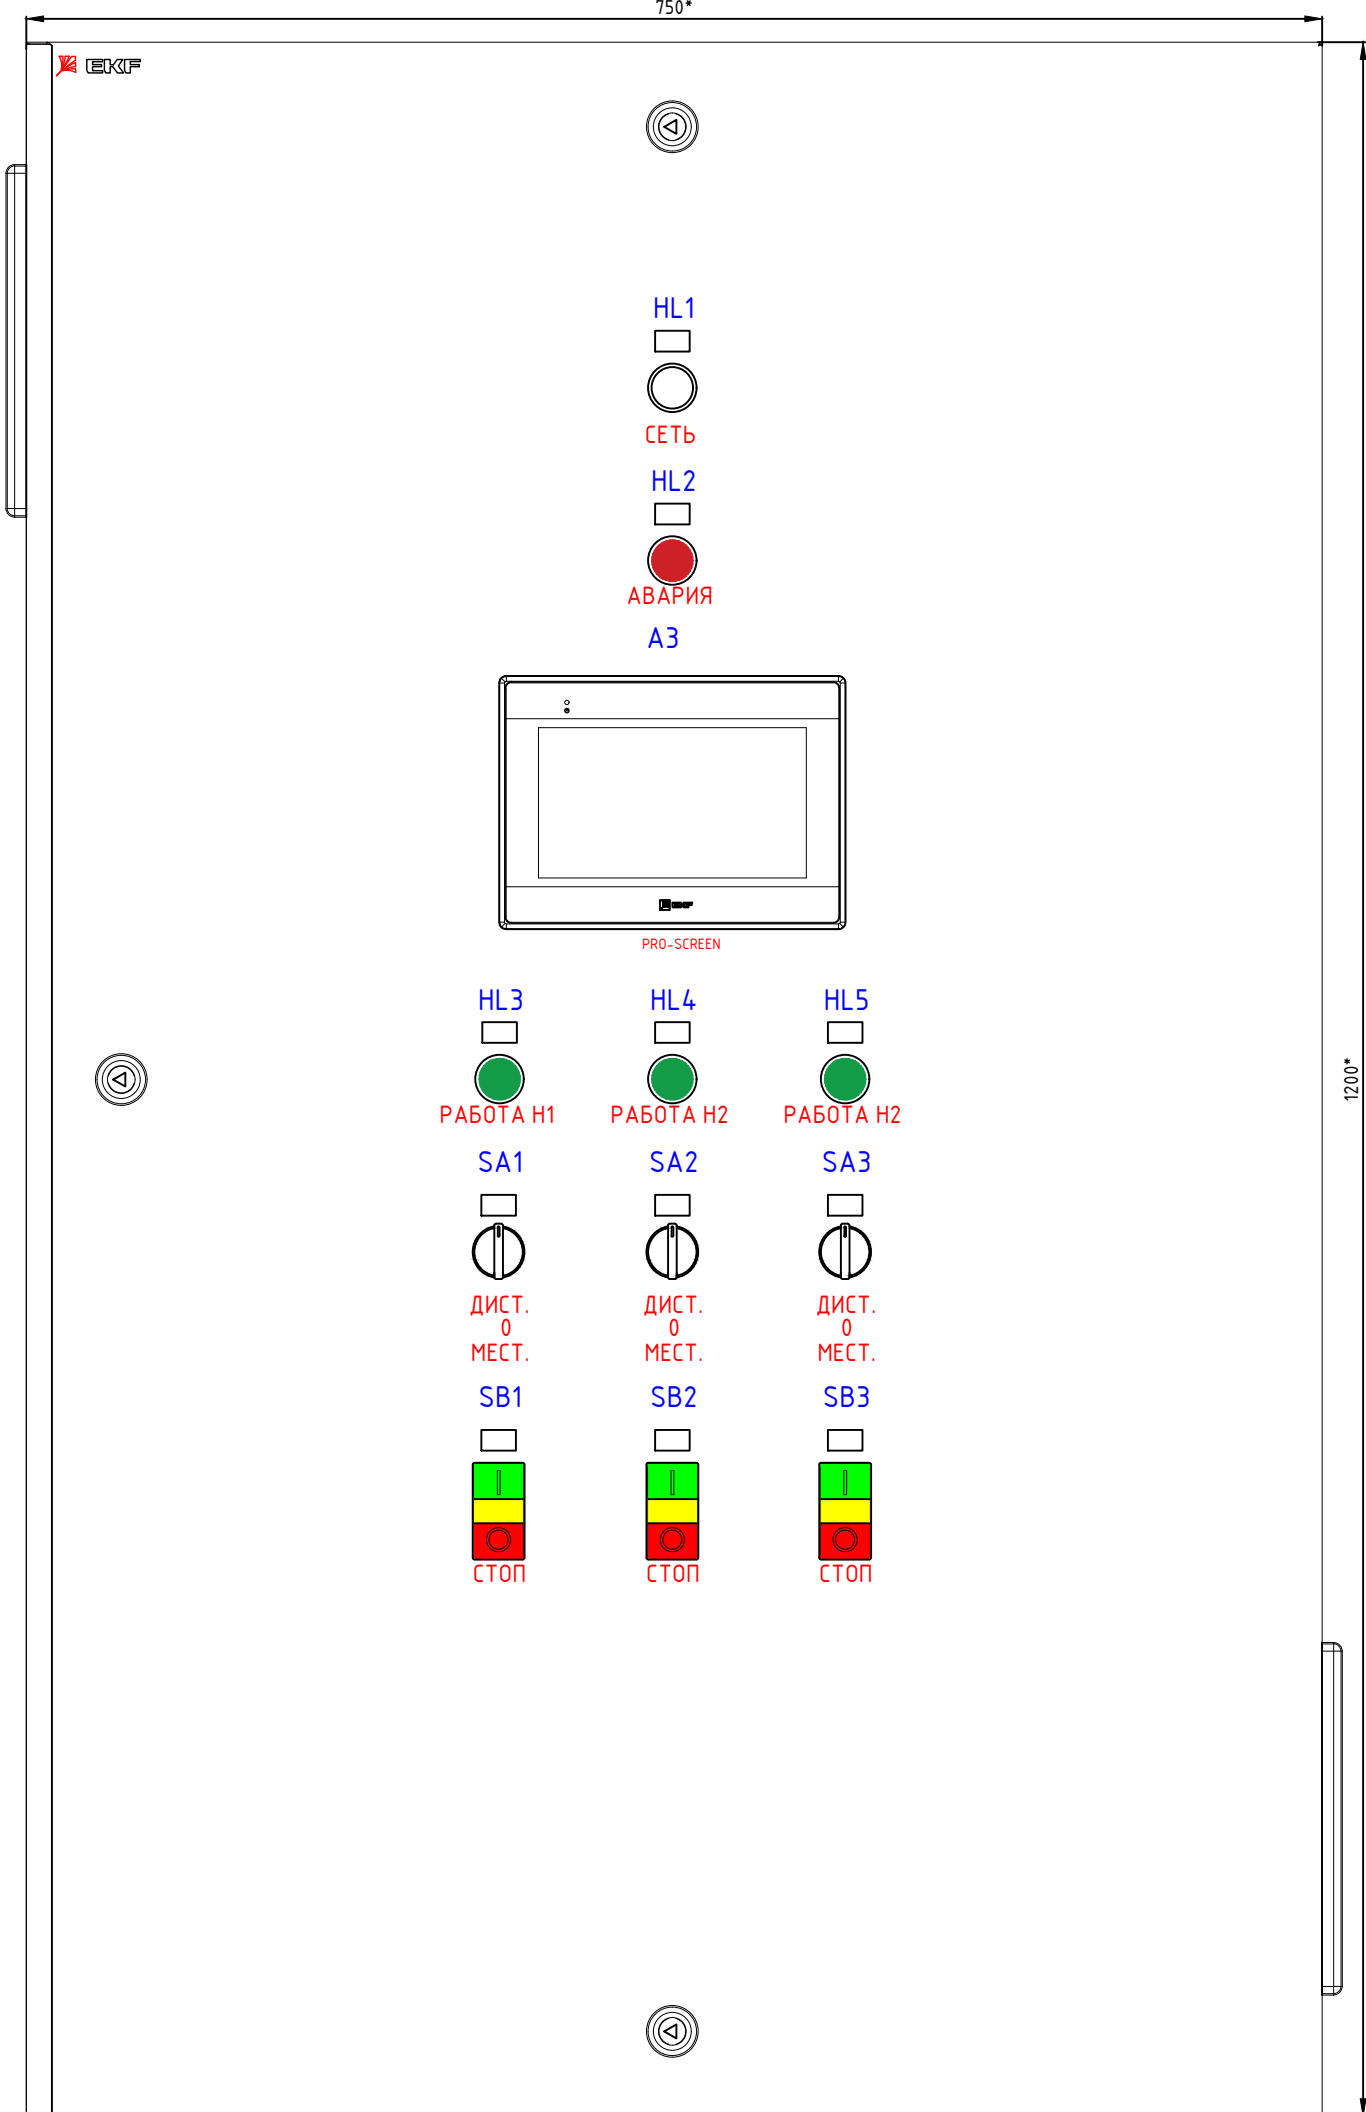 750*
EKF
HL1
СЕТЬ
HL2
АВАРИЯ
A3
EKF
PRO-SCREEN
HL3 HL4 HL5
РАБОТА Н1 РАБОТА Н2 РАБОТА Н2
1200*
SA1 SA2 SA3
ДИСТ. ДИСТ. ДИСТ.
0 0 0
МЕСТ. МЕСТ. МЕСТ.
SB1 SB2 SB3
СТОП СТОП СТОП